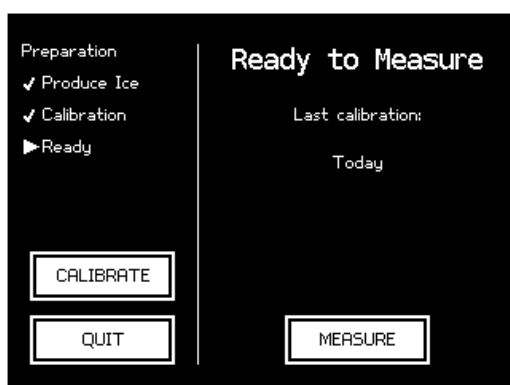 Preparation
✓ Produce Ice
✓ Calibration
▶Ready
CALIBRATE
QUIT
Ready to Measure
Last calibration:
Today
MEASURE